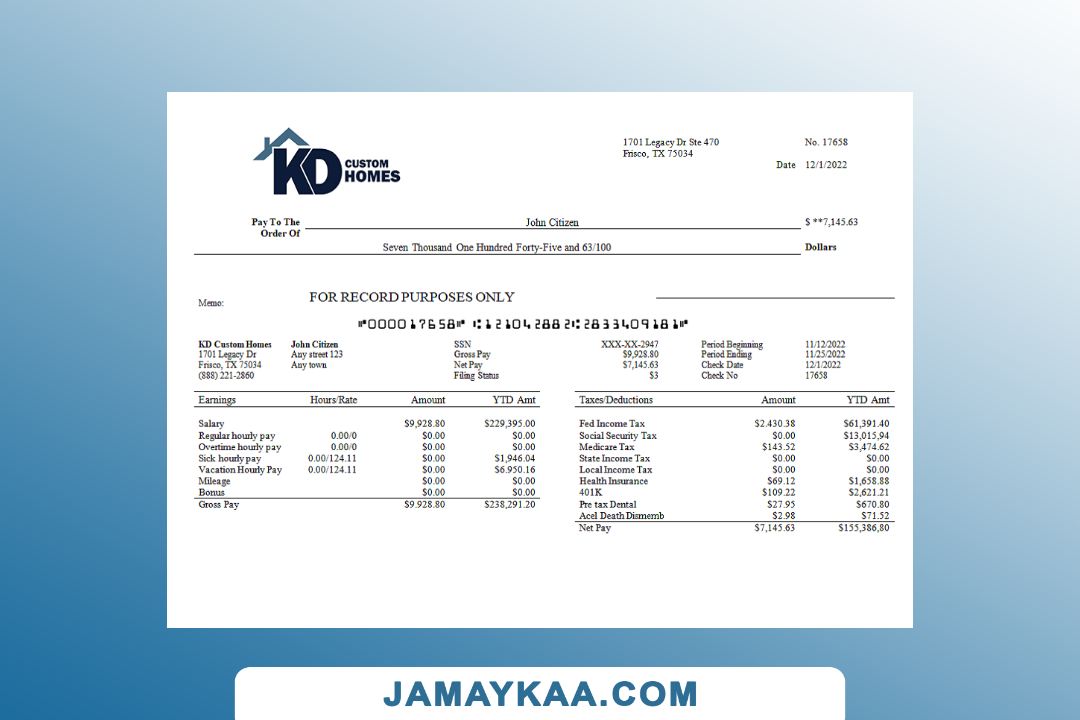 KD CUSTOM HOMES
1701 Legacy Dr Ste 470 No. 17658
Frisco, TX 75034
Date 12/1/2022
Pay To The Order Of John Citizen $ **7,145.63
Seven Thousand One Hundred Forty-Five and 63/100 Dollars
Memo: FOR RECORD PURPOSES ONLY
⑈000017658⑈ ⑆121042882⑆2833409181⑈
KD Custom Homes John Citizen SSN XXX-XX-2947 Period Beginning 11/12/2022
1701 Legacy Dr Any street 123 Gross Pay $9,928.80 Period Ending 11/25/2022
Frisco, TX 75034 Any town Net Pay $7,145.63 Check Date 12/1/2022
(888) 221-2860 Filing Status $3 Check No 17658
Earnings Hours/Rate Amount YTD Amt Taxes/Deductions Amount YTD Amt
Salary $9,928.80 $229,395.00 Fed Income Tax $2.430.38 $61,391.40
Regular hourly pay 0.00/0 $0.00 $0.00 Social Security Tax $0.00 $13,015,94
Overtime hourly pay 0.00/0 $0.00 $0.00 Medicare Tax $143.52 $3,474.62
Sick hourly pay 0.00/124.11 $0.00 $1,946.04 State Income Tax $0.00 $0.00
Vacation Hourly Pay 0.00/124.11 $0.00 $6.950.16 Local Income Tax $0.00 $0.00
Mileage $0.00 $0.00 Health Insurance $69.12 $1,658.88
Bonus $0.00 $0.00 401K $109.22 $2,621.21
Gross Pay $9.928.80 $238,291.20 Pre tax Dental $27.95 $670.80
Acel Death Dismemb $2.98 $71.52
Net Pay $7,145.63 $155,386,80
JAMAYKAA.COM